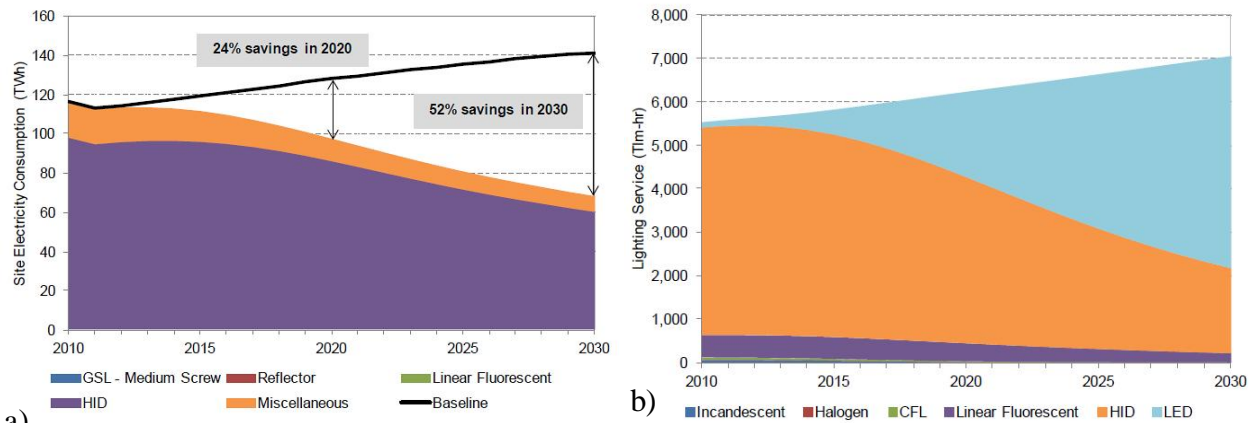 160
140
120
100
80
60
40
20
0
Site Electricity Consumption (TWh)
24% savings in 2020
52% savings in 2030
2010 2015 2020 2025 2030
GSL - Medium Screw Reflector Linear Fluorescent
HID Miscellaneous Baseline
a)
8,000
7,000
6,000
5,000
4,000
3,000
2,000
1,000
0
Lighting Service (Tlm-hr)
2010 2015 2020 2025 2030
b)
Incandescent Halogen CFL Linear Fluorescent HID LED